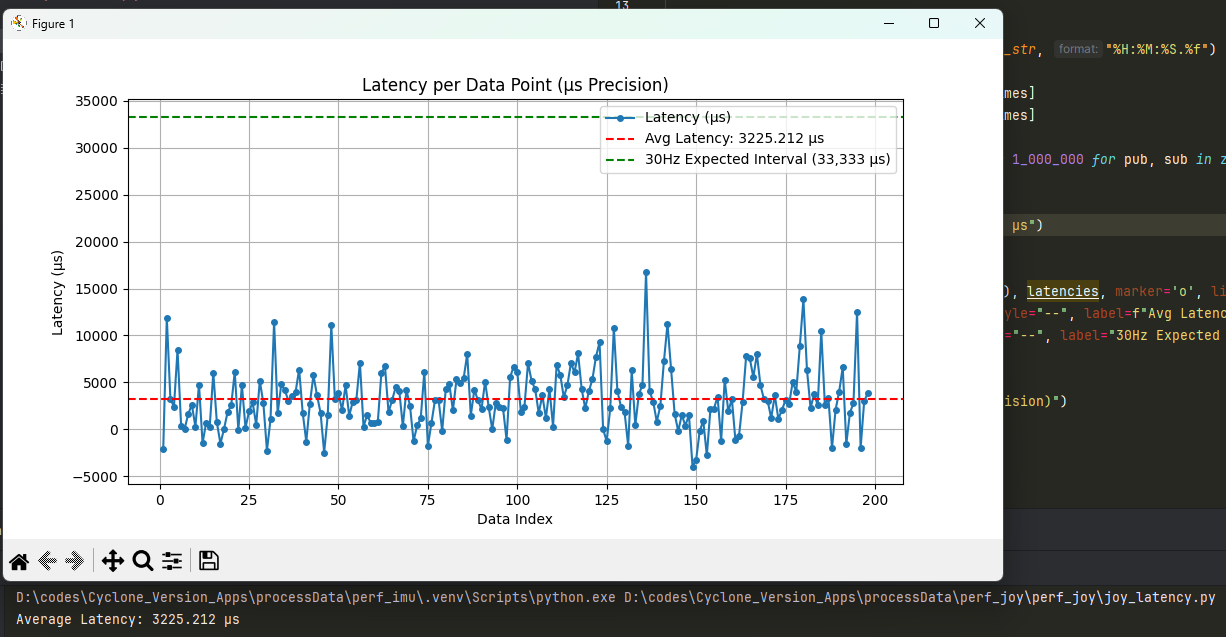 13
Figure 1
_str, format: "%H:%M:%S.%f")
Latency per Data Point (µs Precision)
mes]
mes]
35000
30000
25000
20000
15000
10000
5000
0
−5000
Latency (µs)
Latency (µs)
Avg Latency: 3225.212 µs
30Hz Expected Interval (33,333 µs)
1_000_000 for pub, sub in z
µs")
), latencies, marker='o', li
yle="--", label=f"Avg Latenc
="--", label="30Hz Expected
ision)")
0 25 50 75 100 125 150 175 200
Data Index
D:\codes\Cyclone_Version_Apps\processData\perf_imu\.venv\Scripts\python.exe D:\codes\Cyclone_Version_Apps\processData\perf_joy\perf_joy\joy_latency.py
Average Latency: 3225.212 µs